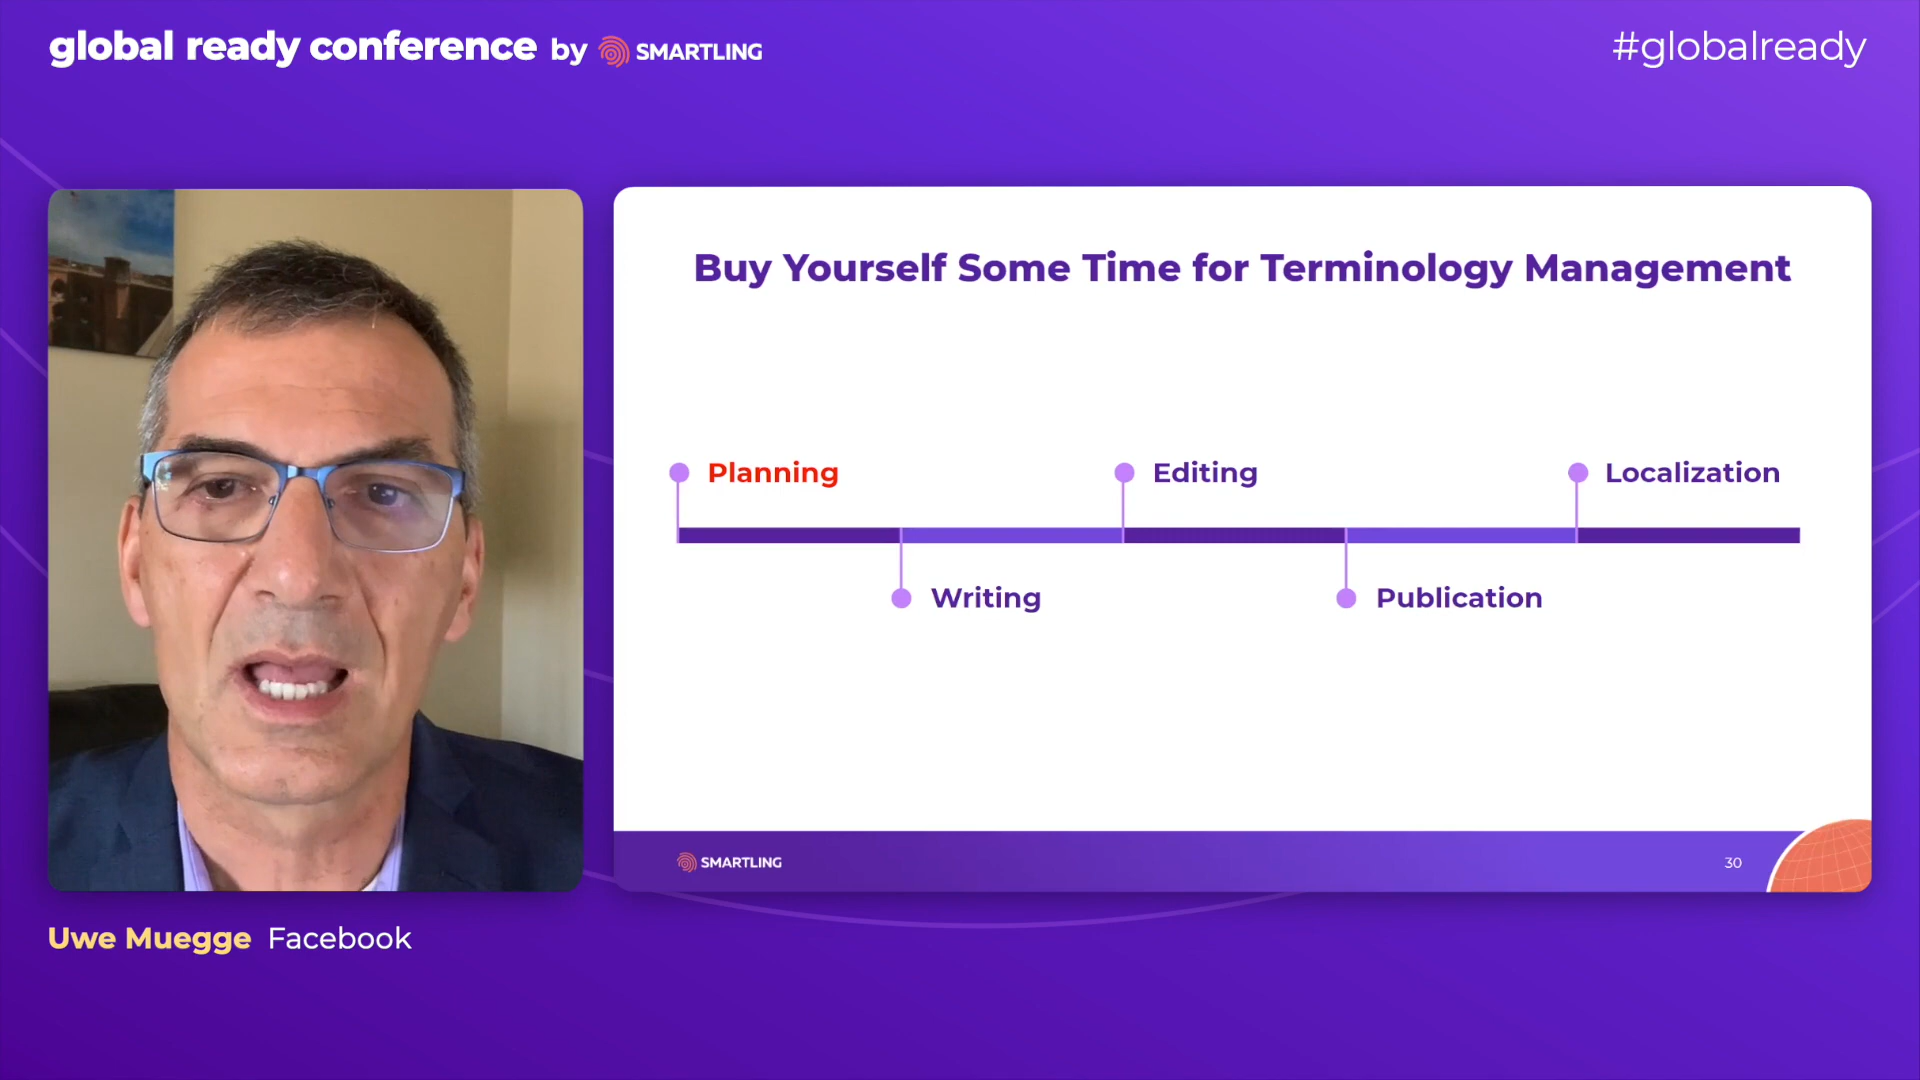 global ready conference by SMARTLING
#globalready
Buy Yourself Some Time for Terminology Management
Planning
Editing
Localization
Writing
Publication
SMARTLING
30
Uwe Muegge Facebook